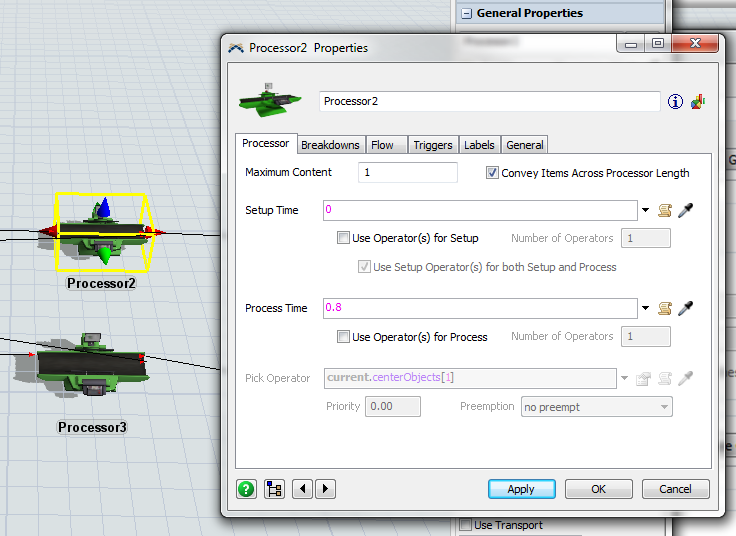 General Properties
Processor2 Properties
Processor2
Processor Breakdowns Flow Triggers Labels General
Maximum Content 1 Convey Items Across Processor Length
Setup Time 0
Use Operator(s) for Setup Number of Operators 1
Use Setup Operator(s) for both Setup and Process
Process Time 0.8
Use Operator(s) for Process Number of Operators 1
Pick Operator current.centerObjects[1]
Priority 0.00 Preemption no preempt
Apply OK Cancel
Use Transport
Processor2
Processor3